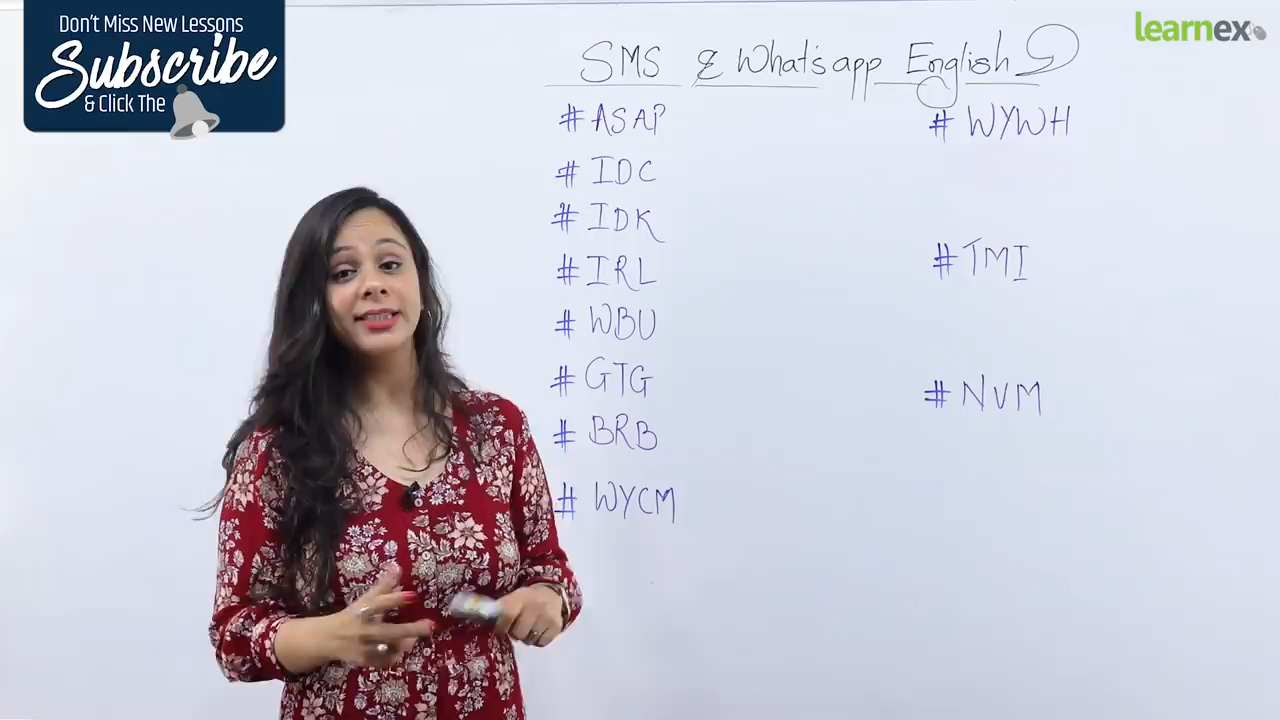 Don't Miss New Lessons
Subscribe
& Click The
learnex
SMS & Whatsapp English
# ASAP
# IDC
# IDK
# IRL
# WBU
# GTG
# BRB
# WYCM
# WYWH
# TMI
# NVM